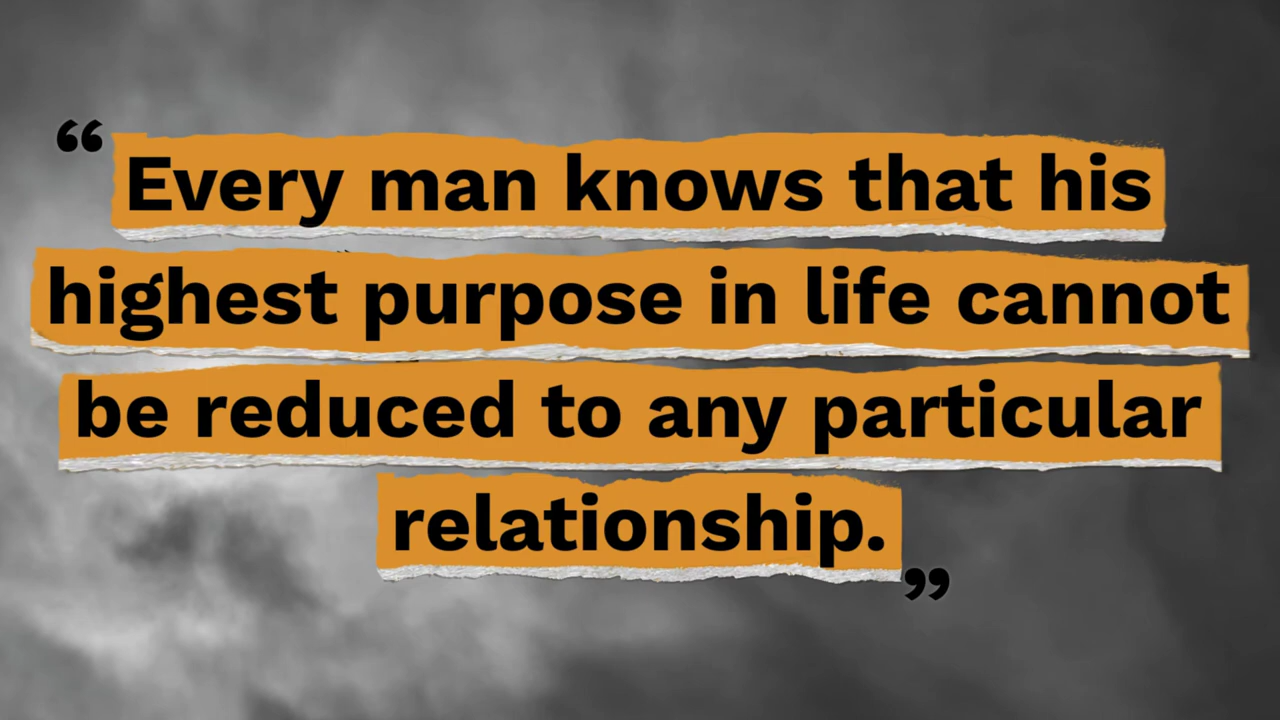 “Every man knows that his
highest purpose in life cannot
be reduced to any particular
relationship.”